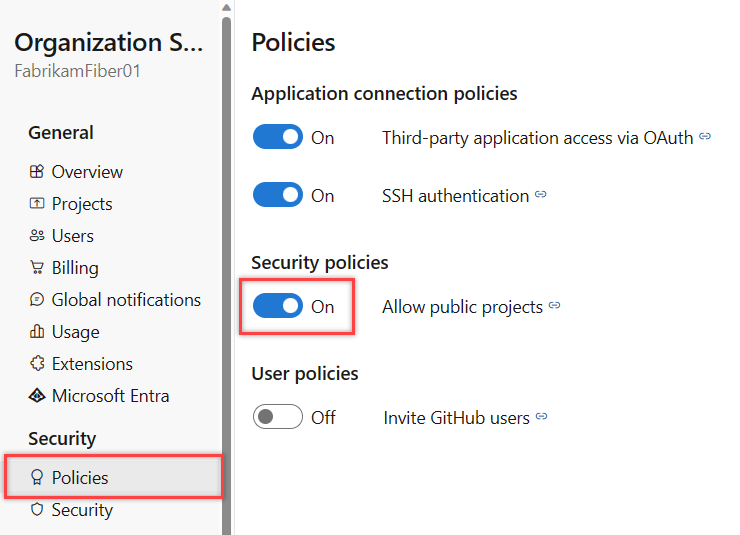 Organization S...
FabrikamFiber01
General
Overview
Projects
Users
Billing
Global notifications
Usage
Extensions
Microsoft Entra
Security
Policies
Security
Policies
Application connection policies
On Third-party application access via OAuth
On SSH authentication
Security policies
On Allow public projects
User policies
Off Invite GitHub users